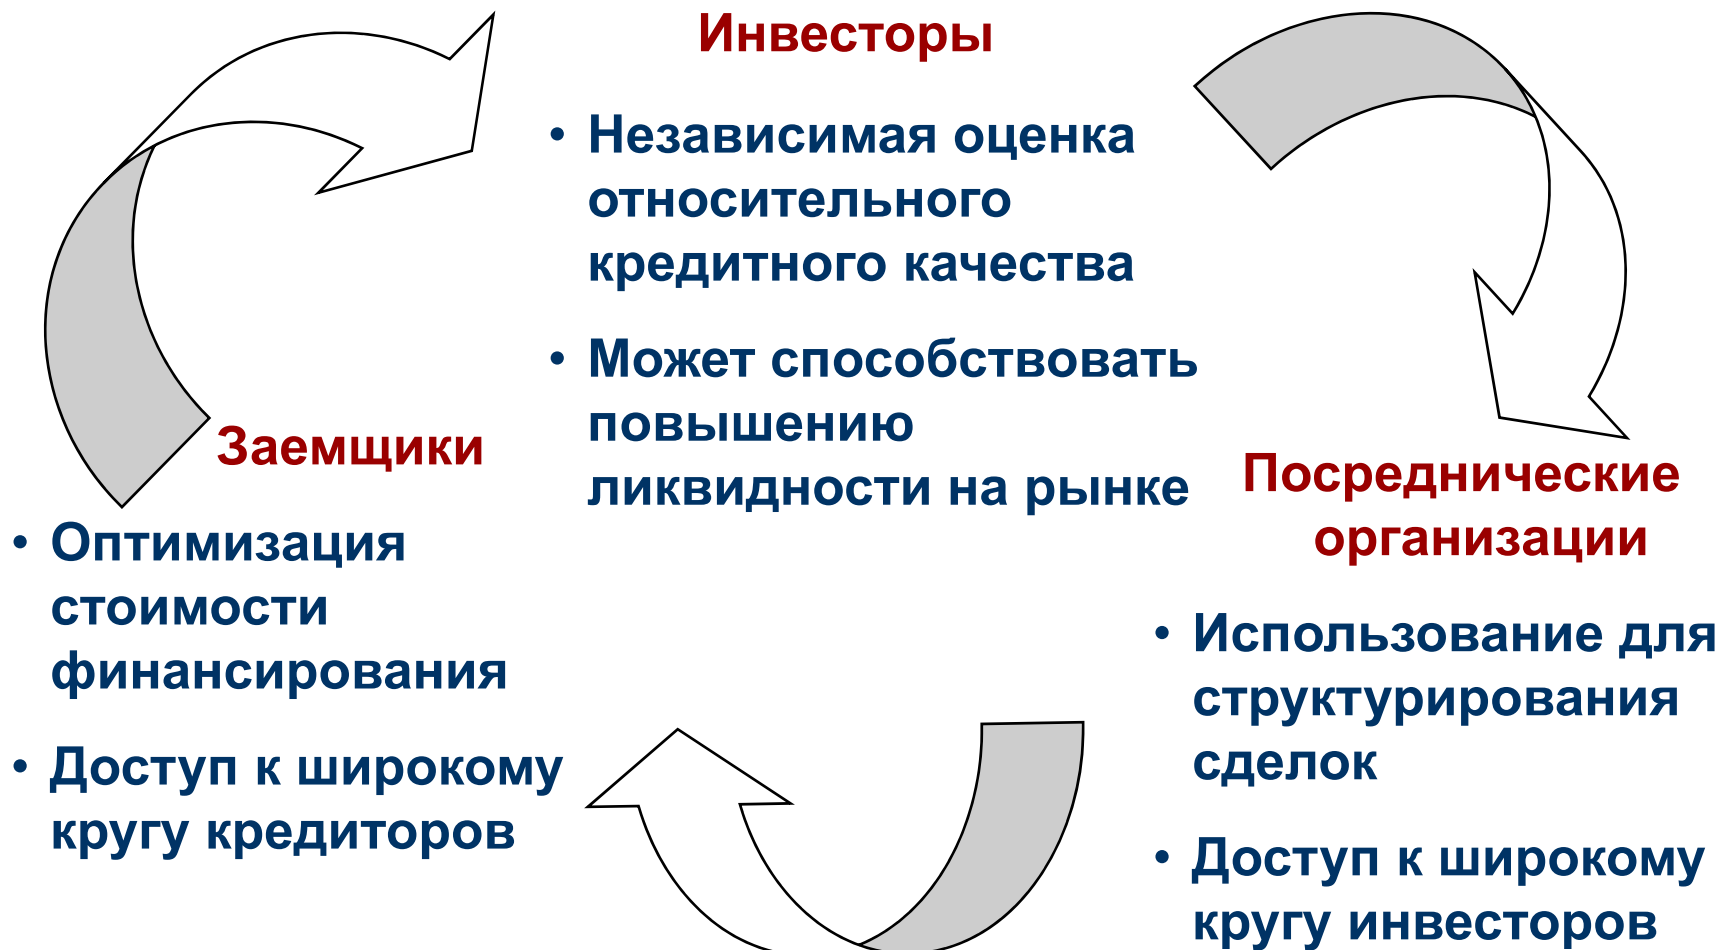 Инвесторы
• Независимая оценка
относительного
кредитного качества
• Может способствовать
повышению
ликвидности на рынке
Заемщики
• Оптимизация
стоимости
финансирования
• Доступ к широкому
кругу кредиторов
Посреднические
организации
• Использование для
структурирования
сделок
• Доступ к широкому
кругу инвесторов